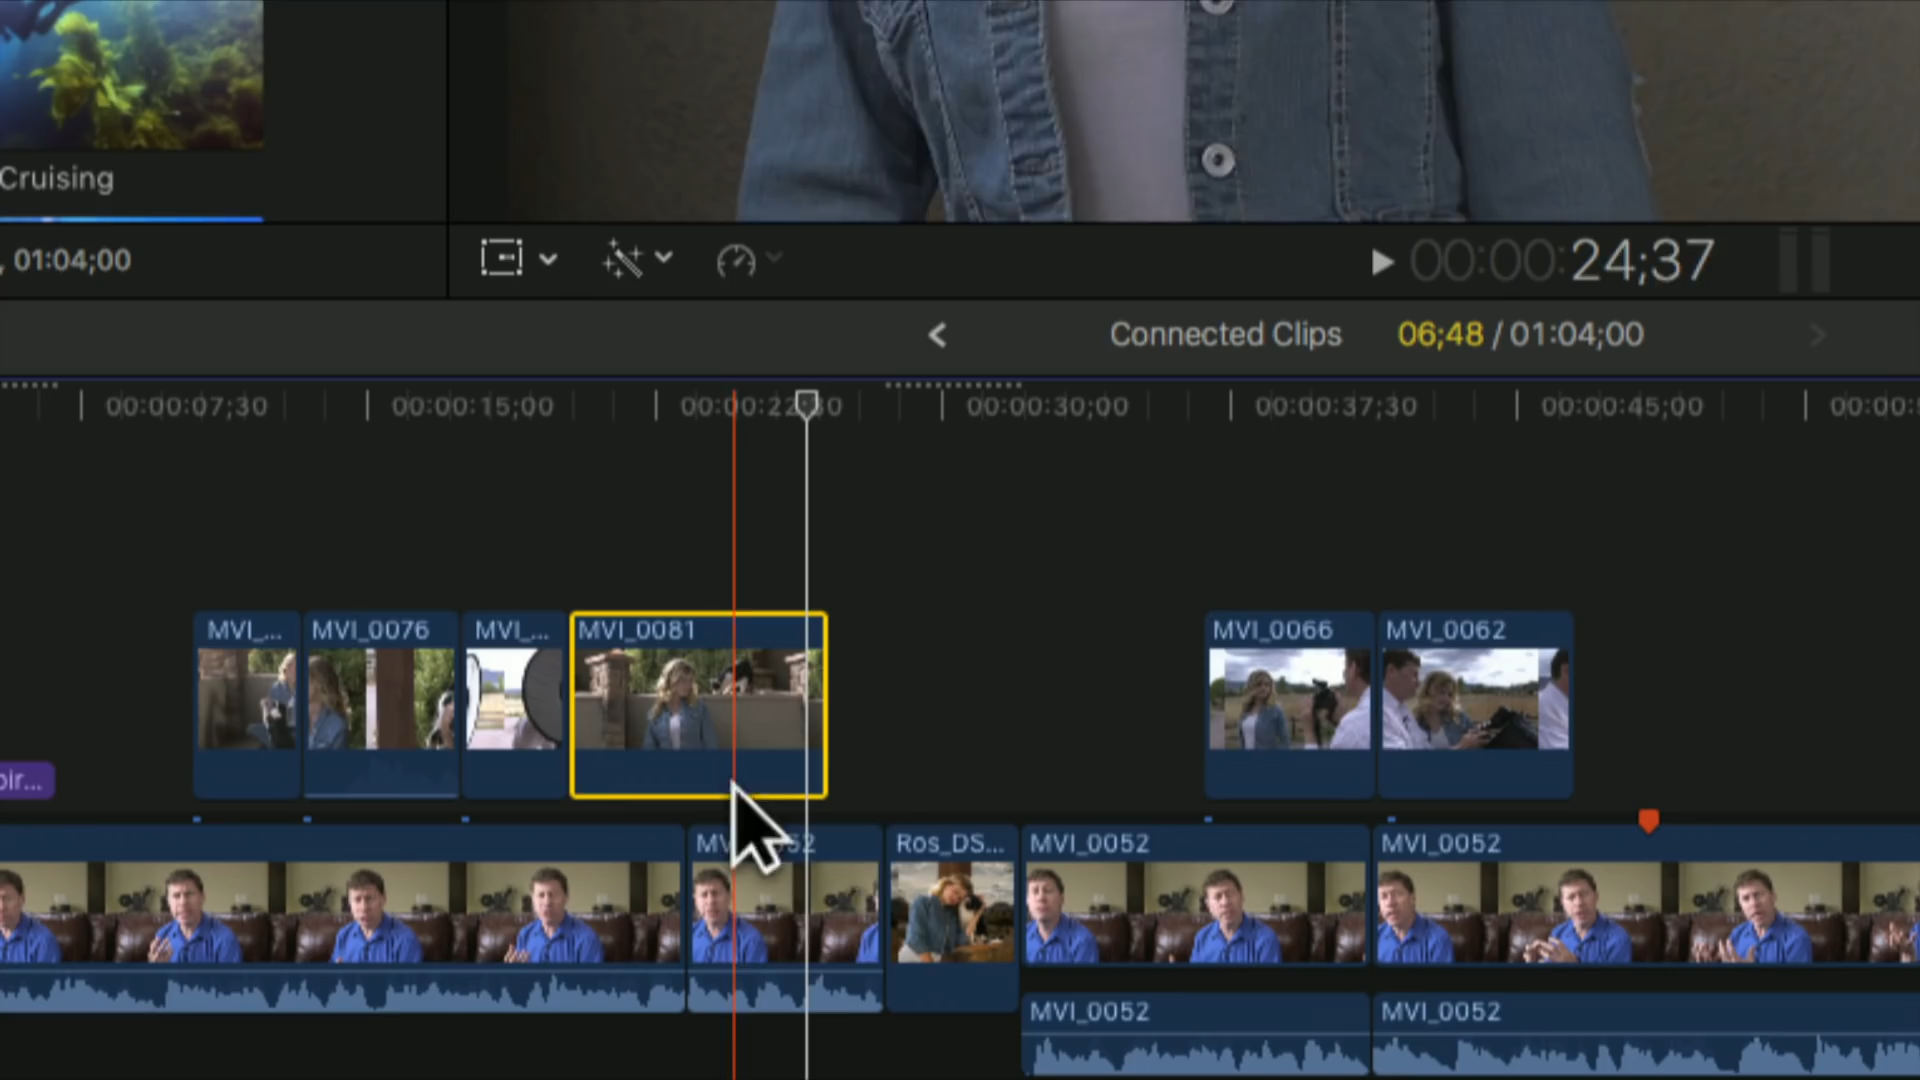 Cruising
, 01:04;00
00:00:24;37
Connected Clips 06;48 / 01:04;00
00:00:07;30 00:00:15;00 00:00:30;00 00:00:37;30 00:00:45;00
MVI_... MVI_0076 MVI_... MVI_0081 MVI_0066 MVI_0062
MVI_0052 MVI_0052
Ros_DS...
MVI_0052 MVI_0052